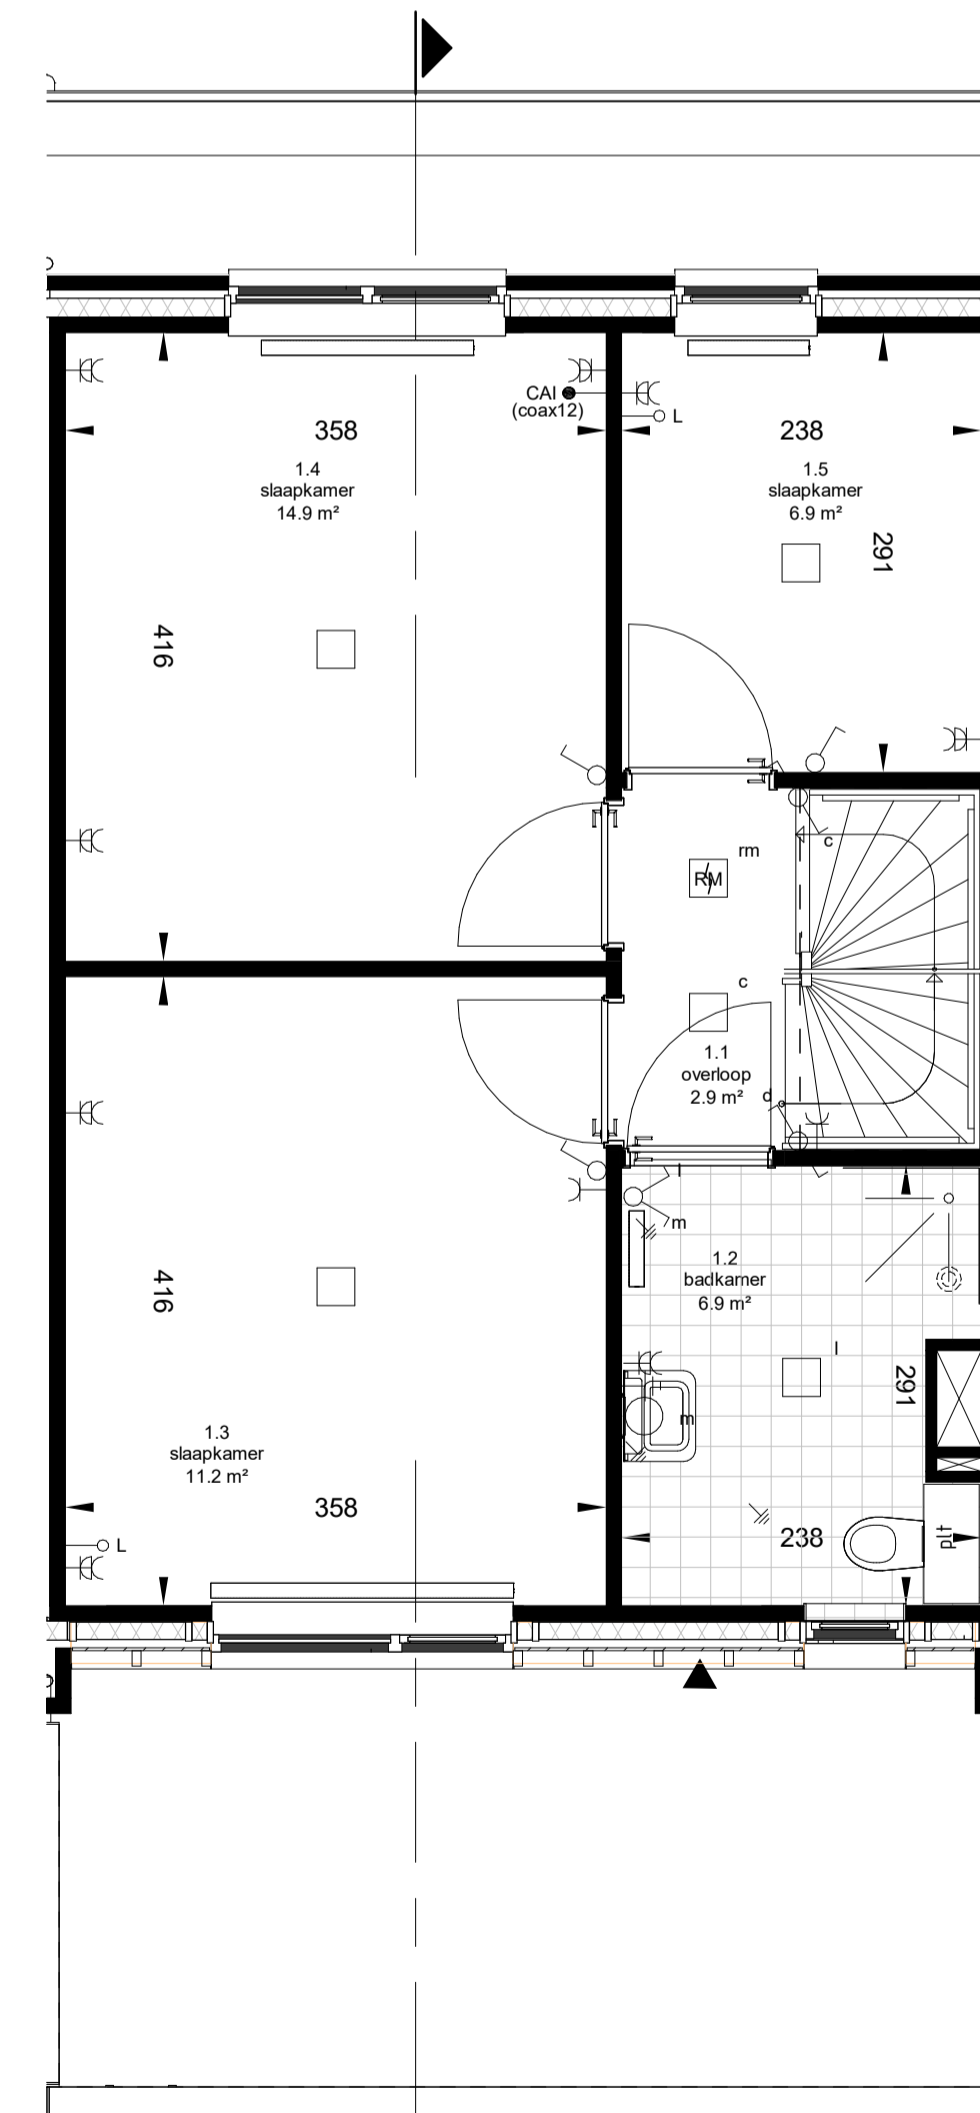 CAI
(coax12)
L
358
238
1.4
slaapkamer
14.9 m²
1.5
slaapkamer
6.9 m²
291
416
rm
c
RM
c
1.1
overloop
2.9 m²
d
l
m
1.2
badkamer
6.9 m²
416
l
291
m
1.3
slaapkamer
11.2 m²
358
238
plt
L